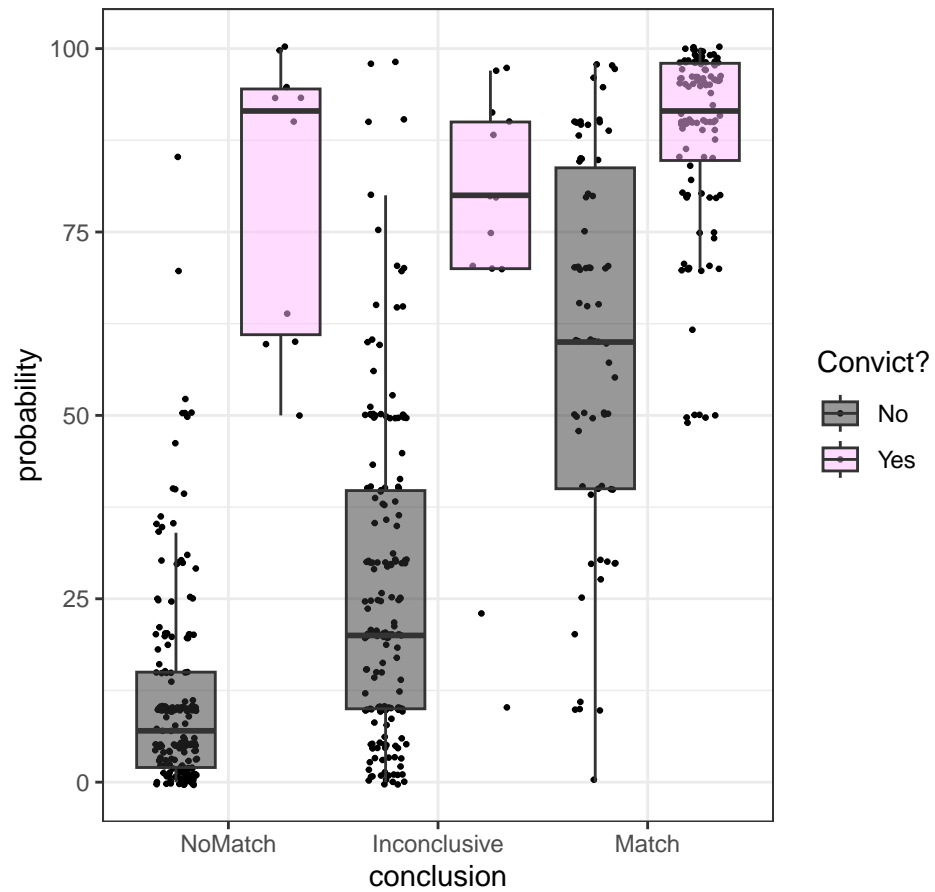 100
75
50
25
0
probability
NoMatch
Inconclusive
Match
conclusion
Convict?
No
Yes